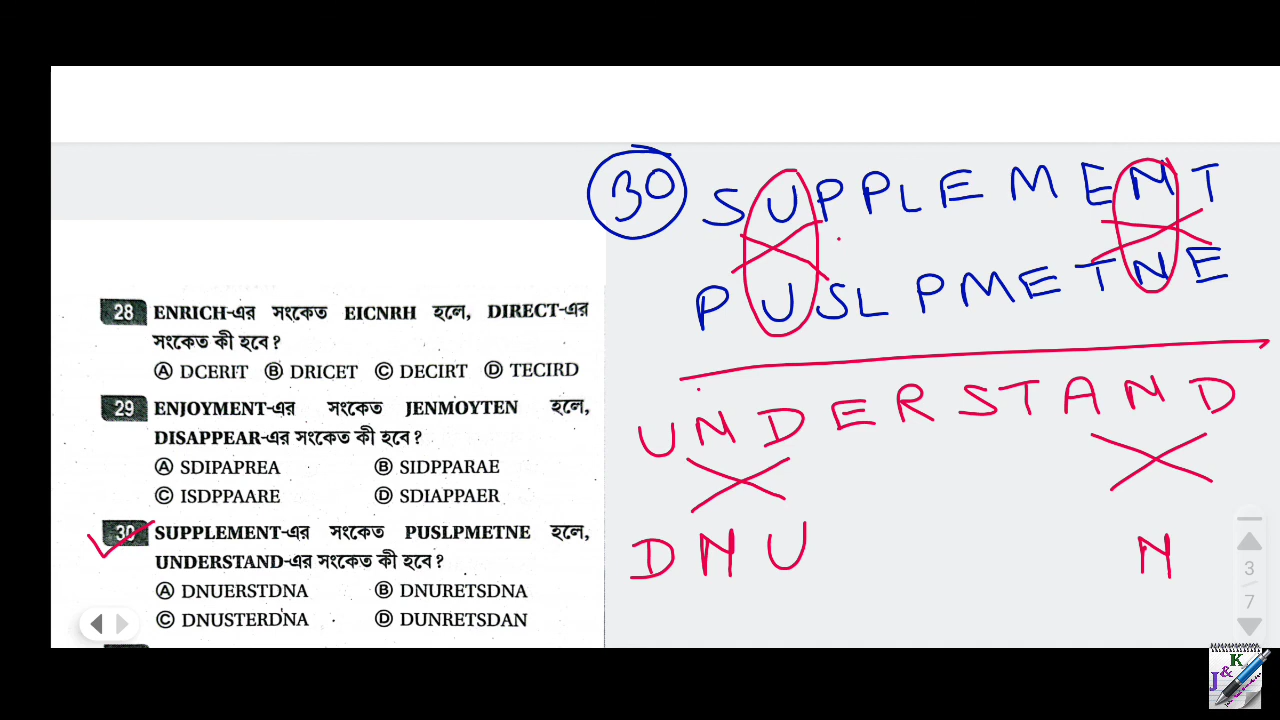 28 ENRICH-এর সংকেত EICNRH হলে, DIRECT-এর
সংকেত কী হবে?
Ⓐ DCERIT Ⓑ DRICET Ⓒ DECIRT Ⓓ TECIRD
29 ENJOYMENT-এর সংকেত JENMOYTEN হলে,
DISAPPEAR-এর সংকেত কী হবে?
Ⓐ SDIPAPREA Ⓑ SIDPPARAE
Ⓒ ISDPPAARE Ⓓ SDIAPPAER
30 SUPPLEMENT-এর সংকেত PUSLPMETNE হলে,
UNDERSTAND-এর সংকেত কী হবে?
Ⓐ DNUERSTDNA Ⓑ DNURETSDNA
Ⓒ DNUSTERDNA Ⓓ DUNRETSDAN
30 SUPPLEMENT
PUSLPMETNE
UNDERSTAND
DNU N
3
7
J&K